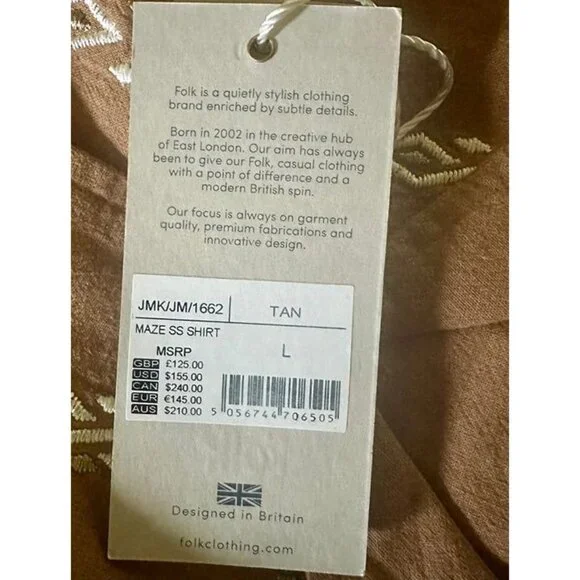 Folk is a quietly stylish clothing
brand enriched by subtle details.
Born in 2002 in the creative hub
of East London. Our aim has always
been to give our Folk, casual clothing
with a point of difference and a
modern British spin.
Our focus is always on garment
quality, premium fabrications and
innovative design.
JMK/JM/1662 TAN
MAZE SS SHIRT
MSRP L
GBP £125.00
USD $155.00
CAN $240.00
EUR €145.00
AUS $210.00
5 056744 706505
Designed in Britain
folkclothing.com